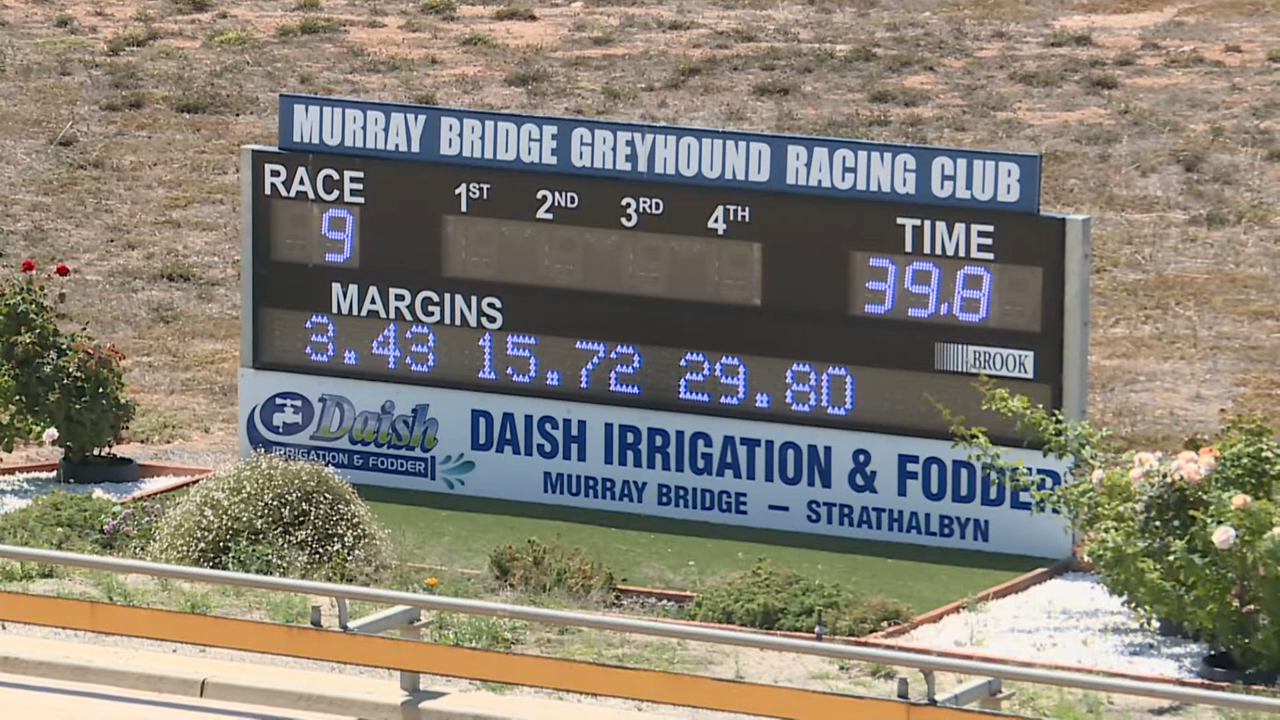 MURRAY BRIDGE GREYHOUND RACING CLUB
RACE 1ST 2ND 3RD 4TH TIME
9 39.8
MARGINS
3.43 15.72 29.80
BROOK
Daish
IRRIGATION & FODDER
DAISH IRRIGATION & FODDER
MURRAY BRIDGE — STRATHALBYN